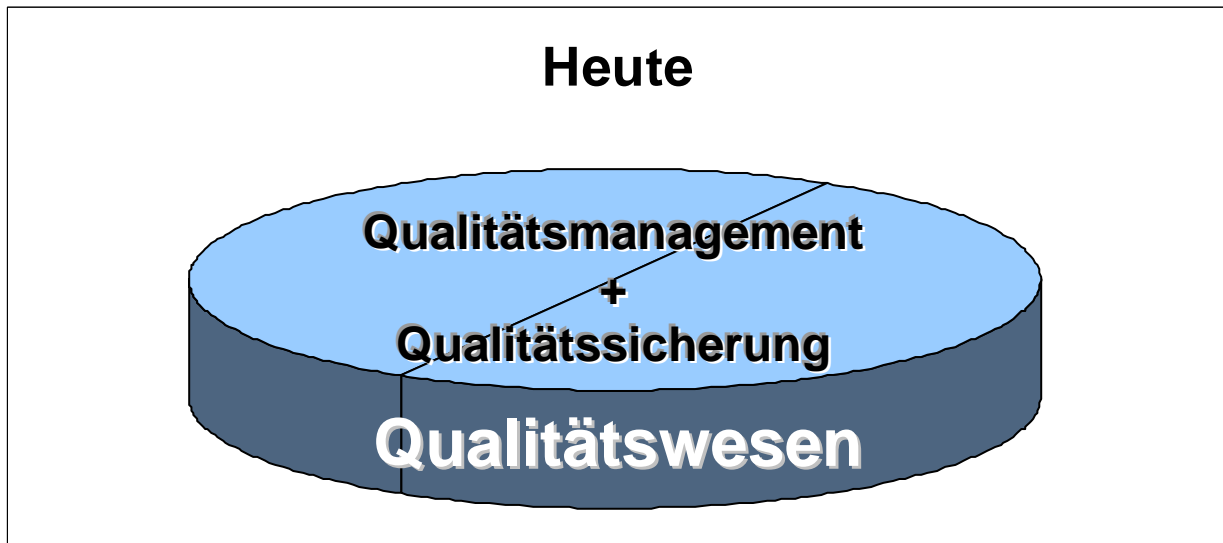 Heute
Qualitätsmanagement
+
Qualitätssicherung
Qualitätswesen